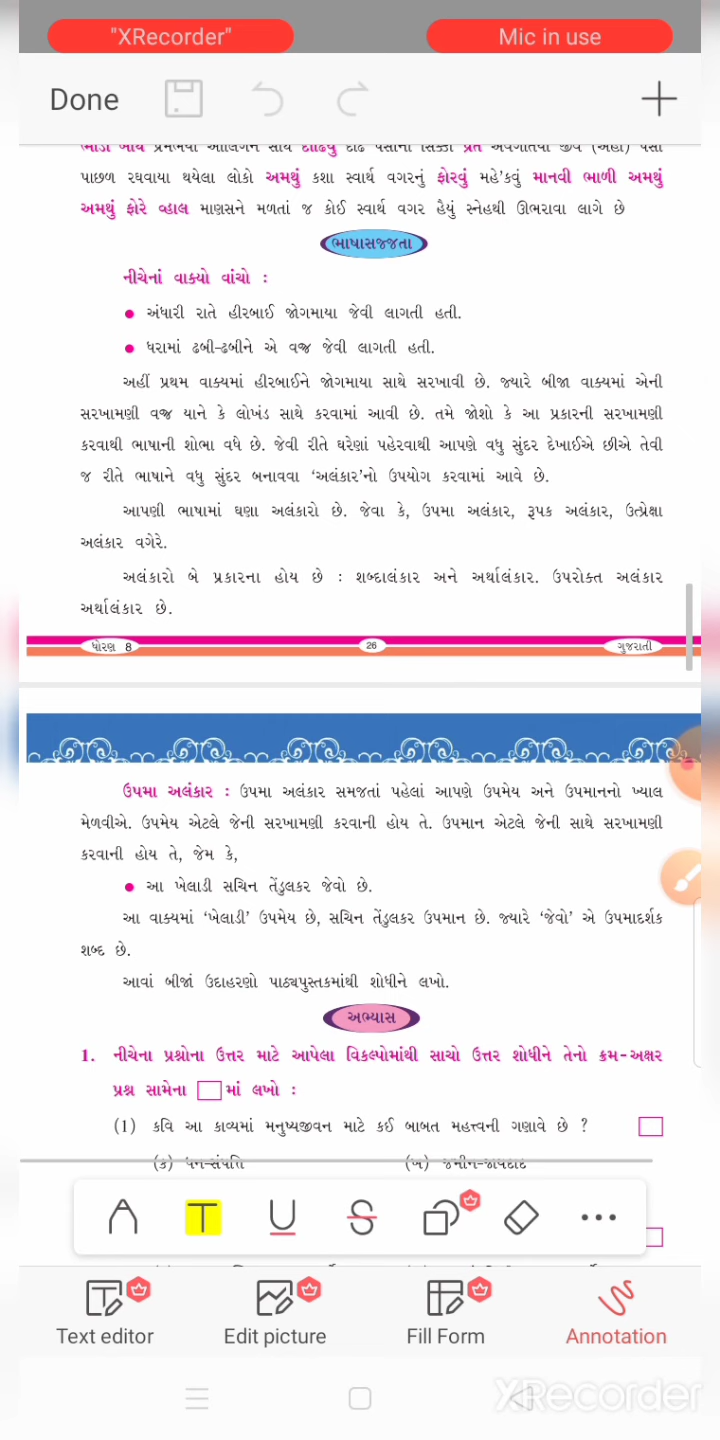 "XRecorder"
Mic in use
Done
પાછળ રઘવાયા થયેલા લોકો અમથું કશા સ્વાર્થ વગરનું ફોરવું મહે'કવું માનવી ભાળી અમથું
અમથું ફોરે વ્હાલ માણસને મળતાં જ કોઈ સ્વાર્થ વગર હૈયું સ્નેહથી ઊભરાવા લાગે છે
ભાષાસજ્જતા
નીચેનાં વાક્યો વાંચો :
• અંધારી રાતે હીરબાઈ જોગમાયા જેવી લાગતી હતી.
• ધરામાં ઢબી-ઢબીને એ વજ્ર જેવી લાગતી હતી.
અહીં પ્રથમ વાક્યમાં હીરબાઈને જોગમાયા સાથે સરખાવી છે. જ્યારે બીજા વાક્યમાં એની
સરખામણી વજ્ર યાને કે લોખંડ સાથે કરવામાં આવી છે. તમે જોશો કે આ પ્રકારની સરખામણી
કરવાથી ભાષાની શોભા વધે છે. જેવી રીતે ઘરેણાં પહેરવાથી આપણે વધુ સુંદર દેખાઈએ છીએ તેવી
જ રીતે ભાષાને વધુ સુંદર બનાવવા 'અલંકાર'નો ઉપયોગ કરવામાં આવે છે.
આપણી ભાષામાં ઘણા અલંકારો છે. જેવા કે, ઉપમા અલંકાર, રૂપક અલંકાર, ઉત્પ્રેક્ષા
અલંકાર વગેરે.
અલંકારો બે પ્રકારના હોય છે : શબ્દાલંકાર અને અર્થાલંકાર. ઉપરોક્ત અલંકાર
અર્થાલંકાર છે.
ધોરણ 8
26
ગુજરાતી
ઉપમા અલંકાર : ઉપમા અલંકાર સમજતાં પહેલાં આપણે ઉપમેય અને ઉપમાનનો ખ્યાલ
મેળવીએ. ઉપમેય એટલે જેની સરખામણી કરવાની હોય તે. ઉપમાન એટલે જેની સાથે સરખામણી
કરવાની હોય તે, જેમ કે,
• આ ખેલાડી સચિન તેંડુલકર જેવો છે.
આ વાક્યમાં 'ખેલાડી' ઉપમેય છે, સચિન તેંડુલકર ઉપમાન છે. જ્યારે 'જેવો' એ ઉપમાદર્શક
શબ્દ છે.
આવાં બીજાં ઉદાહરણો પાઠ્યપુસ્તકમાંથી શોધીને લખો.
અભ્યાસ
1. નીચેના પ્રશ્નોના ઉત્તર માટે આપેલા વિકલ્પોમાંથી સાચો ઉત્તર શોધીને તેનો ક્રમ-અક્ષર
પ્રશ્ન સામેના માં લખો :
(1) કવિ આ કાવ્યમાં મનુષ્યજીવન માટે કઈ બાબત મહત્ત્વની ગણાવે છે ?
(ક) ધન-સંપત્તિ (ખ) જમીન-જાયદાદ
Text editor
Edit picture
Fill Form
Annotation
XRecorder